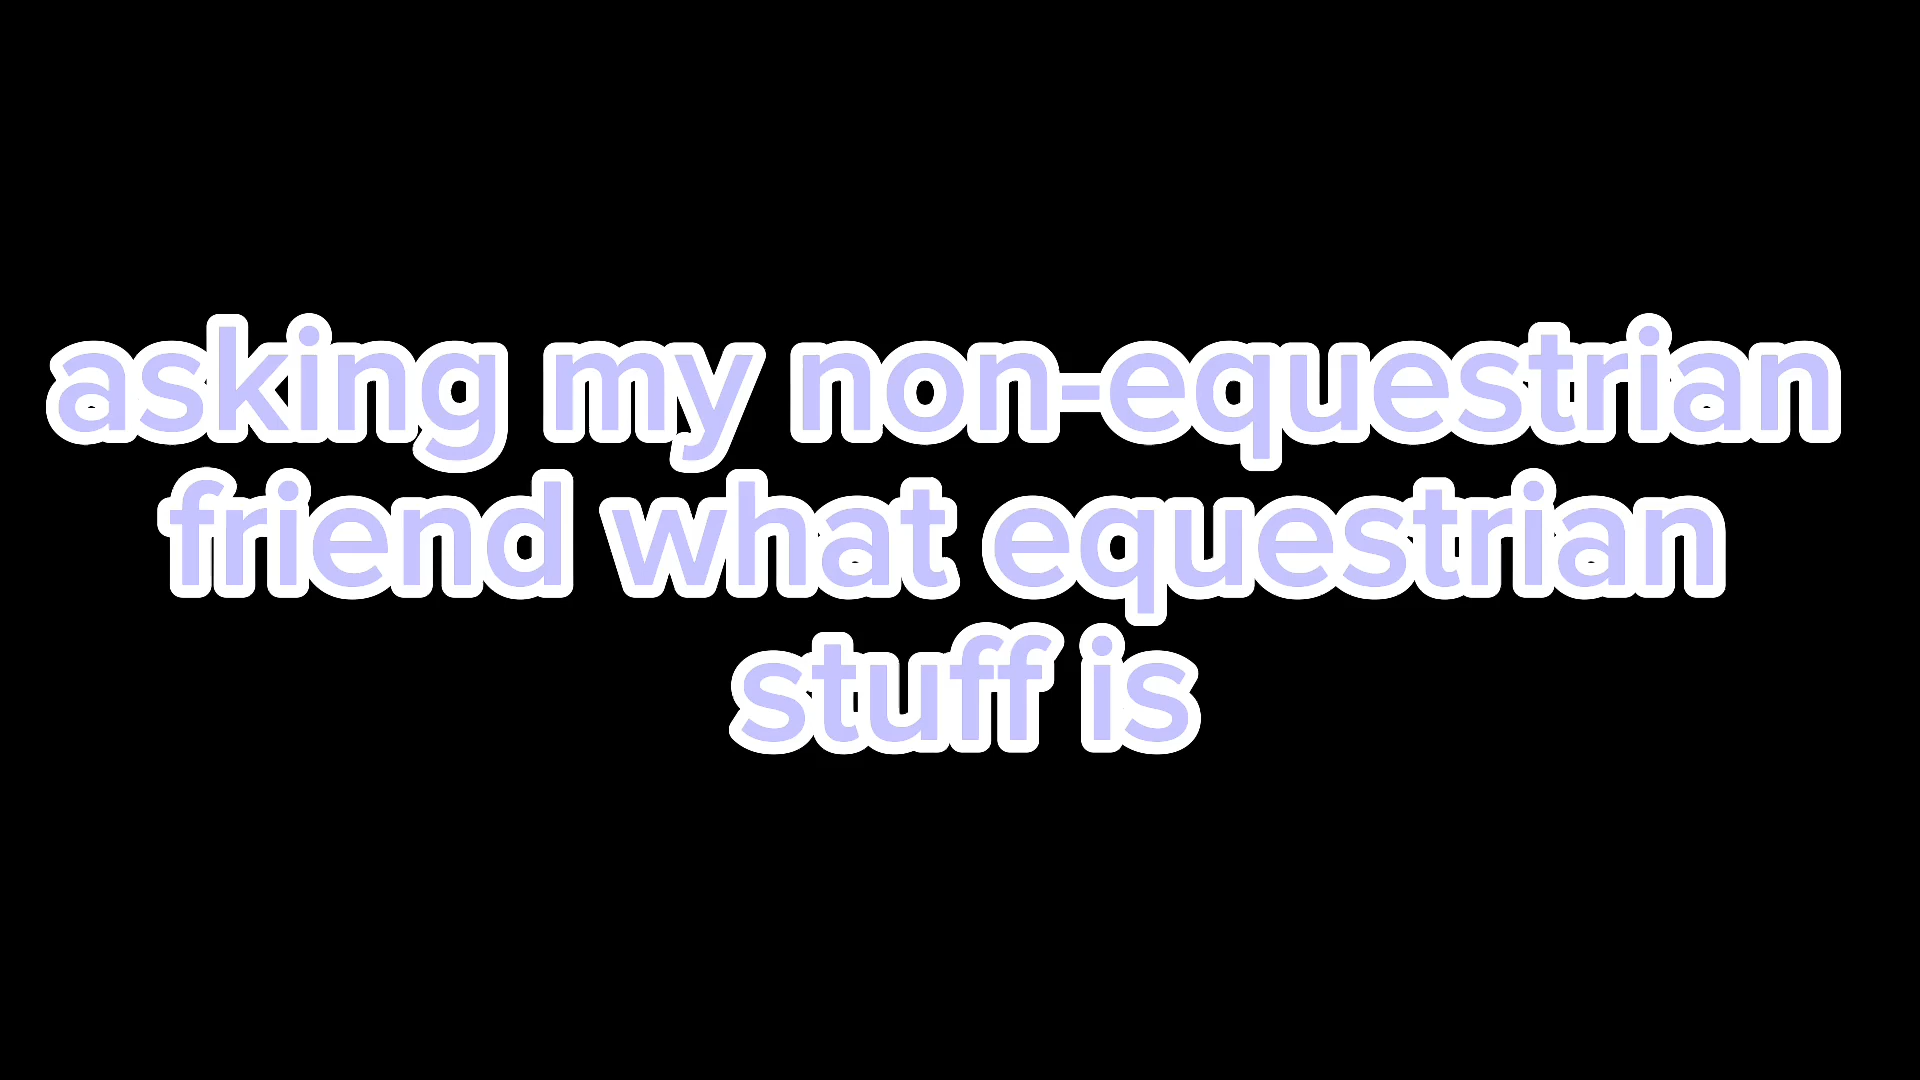 asking my non-equestrian
friend what equestrian
stuff is